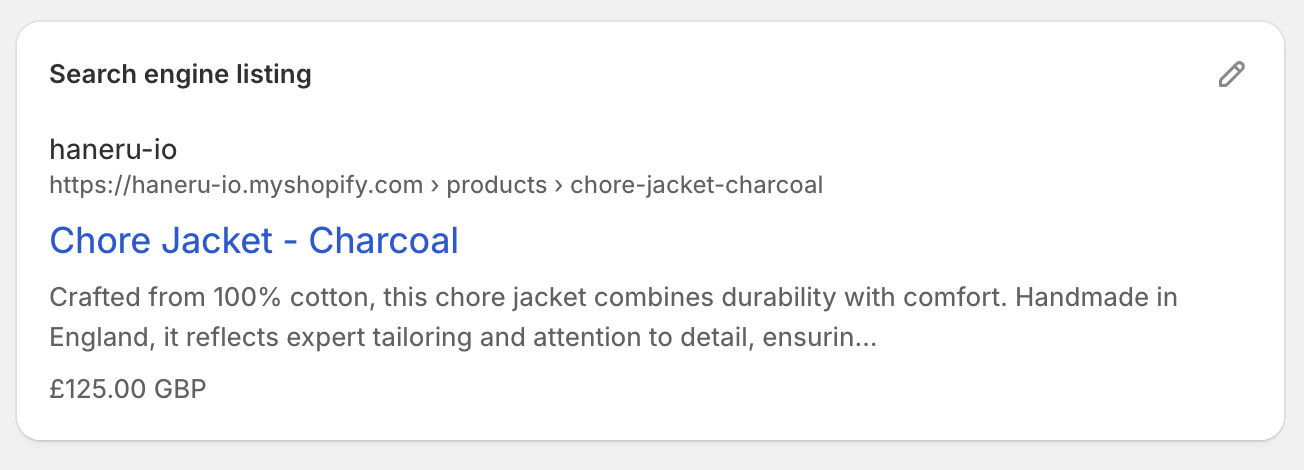 Search engine listing
haneru-io
https://haneru-io.myshopify.com › products › chore-jacket-charcoal
Chore Jacket - Charcoal
Crafted from 100% cotton, this chore jacket combines durability with comfort. Handmade in
England, it reflects expert tailoring and attention to detail, ensurin...
£125.00 GBP